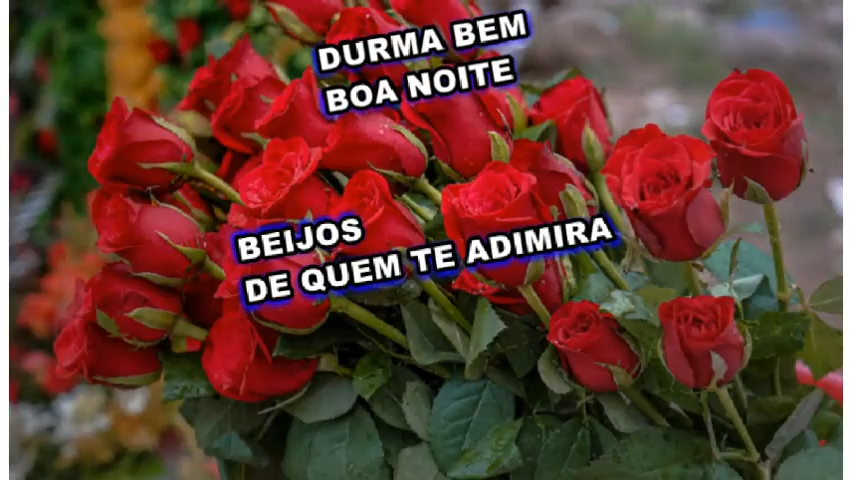 DURMA BEM
BOA NOITE
BEIJOS
DE QUEM TE ADIMIRA